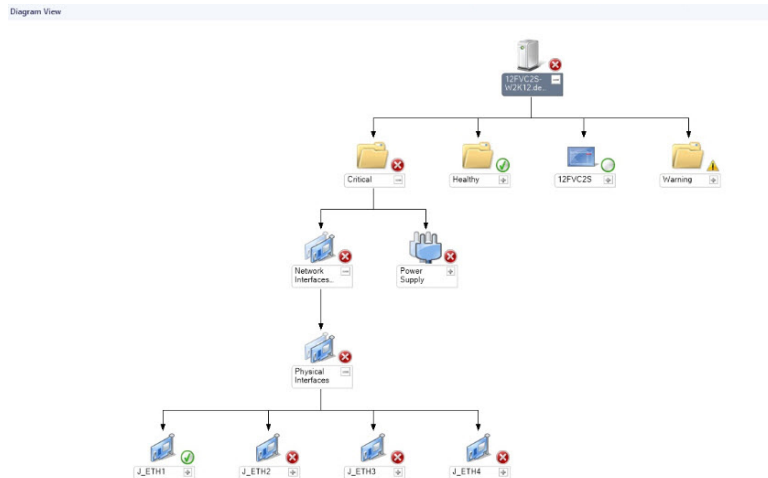 Diagram View
12FVC2S-
W2K12.de..
Critical
Healthy
12FVC2S
Warning
Network
Interfaces..
Power
Supply
Physical
Interfaces
J_ETH1
J_ETH2
J_ETH3
J_ETH4